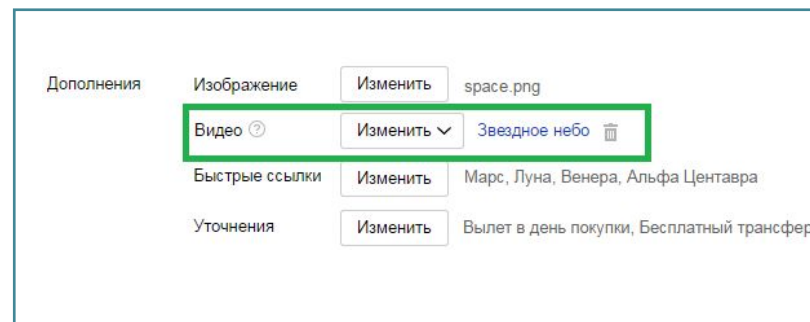 Дополнения Изображение Изменить space.png
Видео ? Изменить Звездное небо
Быстрые ссылки Изменить Марс, Луна, Венера, Альфа Центавра
Уточнения Изменить Вылет в день покупки, Бесплатный трансфер